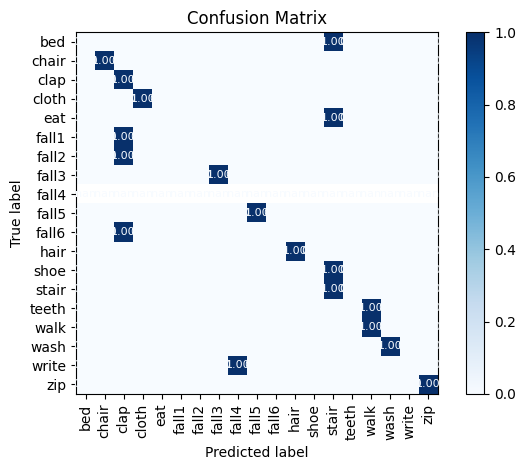 Confusion Matrix
True label
bed 1.00
chair 1.00
clap 1.00
cloth 1.00
eat 1.00
fall1 1.00
fall2 1.00
fall3 1.00
fall4
fall5 1.00
fall6 1.00
hair 1.00
shoe 1.00
stair 1.00
teeth 1.00
walk 1.00
wash 1.00
write 1.00
zip 1.00
bed
chair
clap
cloth
eat
fall1
fall2
fall3
fall4
fall5
fall6
hair
shoe
stair
teeth
walk
wash
write
zip
Predicted label
1.0
0.8
0.6
0.4
0.2
0.0